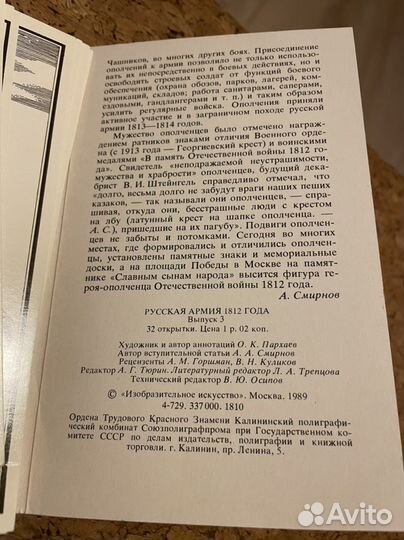 Чашников, во многих других боях. Присоединение
ополчений к армии позволило не только использо-
вать их непосредственно в боевых действиях, но и
освободить строевых солдат от функций боевого
обеспечения (охрана обозов, парков, лагерей, ком-
муникаций, складов; работа санитарами, саперами,
ездовыми, гандлангерами и т. п.) и таким образом
усилить регулярные войска. Ополчения приняли
активное участие и в заграничном походе русской
армии 1813—1814 годов.
Мужество ополченцев было отмечено награж-
дением ратников знаками отличия Военного орде-
на (с 1913 года — Георгиевский крест) и воинскими
медалями «В память Отечественной войны 1812 го-
да». Свидетель «неподражаемой неустрашимости,
мужества и храбрости» ополченцев, будущий дека-
брист В. И. Штейнгель справедливо отмечал, что
«долго, весьма долго не забудут враги наших пеших
казаков, — так называли они ополченцев, — спра-
шивая, откуда они, бесстрашные люди с крестом
на лбу (латунный крест на шапке ополченца. —
А. С.), пришедшие на их пагубу». Подвиги ополчен-
цев не забыты и потомками. Сегодня во многих
местах, где формировались и отличились ополчен-
цы, установлены памятные знаки и мемориальные
доски, а на площади Победы в Москве на памят-
нике «Славным сынам народа» высится фигура ге-
роя-ополченца Отечественной войны 1812 года.
А. Смирнов
РУССКАЯ АРМИЯ 1812 ГОДА
Выпуск 3
32 открытки. Цена 1 р. 02 коп.
Художник и автор аннотаций О. К. Пархаев
Автор вступительной статьи А. А. Смирнов
Рецензенты А. М. Горшман, В. Н. Куликов
Редактор А. Г. Тюрин. Литературный редактор Л. А. Трепцова
Технический редактор В. Ю. Осипов
© «Изобразительное искусство». Москва. 1989
4-729. 337000. 1810
Ордена Трудового Красного Знамени Калининский полиграфи-
ческий комбинат Союзполиграфпрома при Государственном ко-
митете СССР по делам издательств, полиграфии и книжной
торговли. г. Калинин, пр. Ленина, 5.
Avito